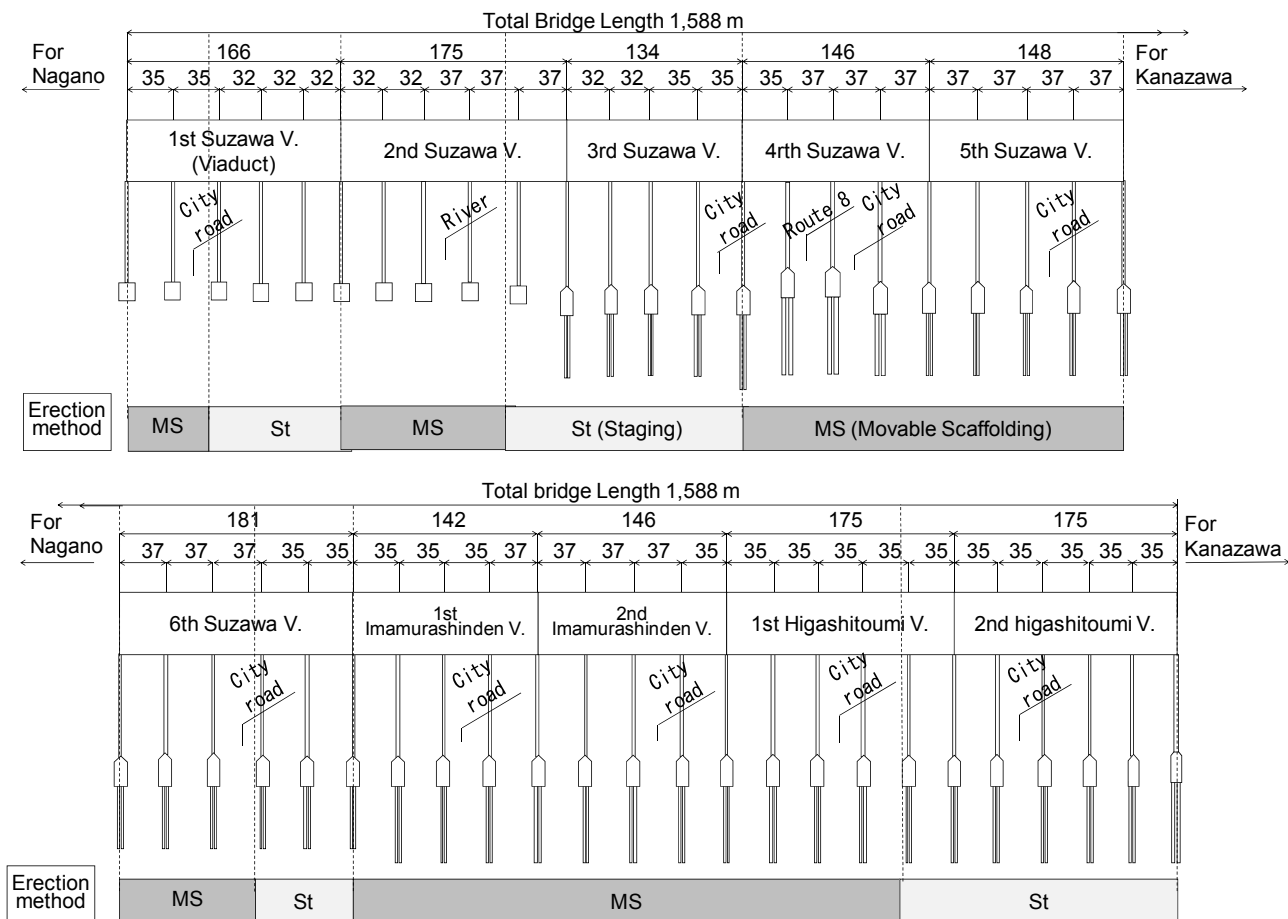 Total Bridge Length 1,588 m
For Nagano
For Kanazawa
166 175 134 146 148
35 35 32 32 32 32 32 37 37 37 32 32 35 35 35 37 37 37 37 37 37 37
1st Suzawa V. (Viaduct)
2nd Suzawa V.
3rd Suzawa V.
4rth Suzawa V.
5th Suzawa V.
City road
River
City road
Route 8
City road
City road
Erection method
MS
St
MS
St (Staging)
MS (Movable Scaffolding)
Total bridge Length 1,588 m
For Nagano
For Kanazawa
181 142 146 175 175
37 37 37 35 35 35 35 35 37 37 37 37 35 35 35 35 35 35 35 35 35 35 35
6th Suzawa V.
1st Imamurashinden V.
2nd Imamurashinden V.
1st Higashitoumi V.
2nd higashitoumi V.
City road
City road
City road
City road
City road
Erection method
MS
St
MS
St